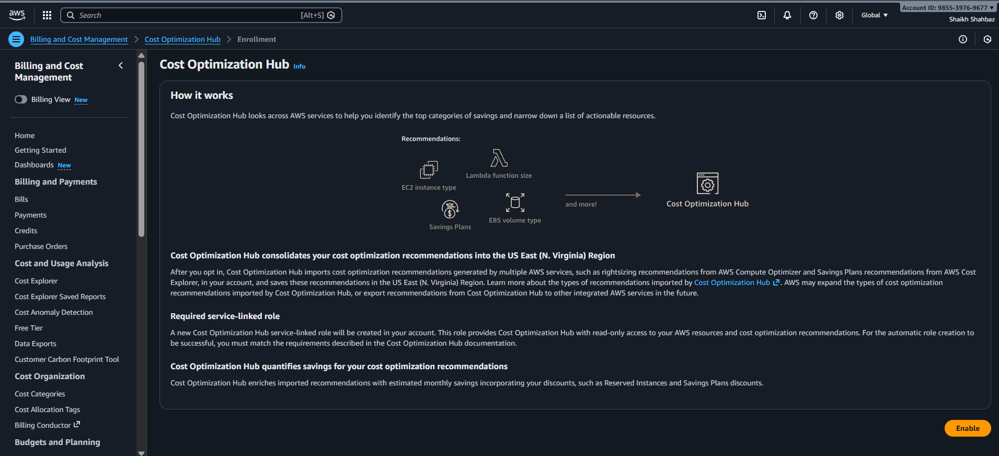 aws
Search [Alt+S]
Global
Account ID: 9855-3976-9677
Shaikh Shahbaz
Billing and Cost Management
Cost Optimization Hub
Enrollment
Billing and Cost
Management
Billing View New
Home
Getting Started
Dashboards New
Billing and Payments
Bills
Payments
Credits
Purchase Orders
Cost and Usage Analysis
Cost Explorer
Cost Explorer Saved Reports
Cost Anomaly Detection
Free Tier
Data Exports
Customer Carbon Footprint Tool
Cost Organization
Cost Categories
Cost Allocation Tags
Billing Conductor
Budgets and Planning
Cost Optimization Hub Info
How it works
Cost Optimization Hub looks across AWS services to help you identify the top categories of savings and narrow down a list of actionable resources.
Recommendations:
Lambda function size
EC2 instance type
EBS volume type
Savings Plans
and more!
Cost Optimization Hub
Cost Optimization Hub consolidates your cost optimization recommendations into the US East (N. Virginia) Region
After you opt in, Cost Optimization Hub imports cost optimization recommendations generated by multiple AWS services, such as rightsizing recommendations from AWS Compute Optimizer and Savings Plans recommendations from AWS Cost
Explorer, in your account, and saves these recommendations in the US East (N. Virginia) Region. Learn more about the types of recommendations imported by Cost Optimization Hub. AWS may expand the types of cost optimization
recommendations imported by Cost Optimization Hub, or export recommendations from Cost Optimization Hub to other integrated AWS services in the future.
Required service-linked role
A new Cost Optimization Hub service-linked role will be created in your account. This role provides Cost Optimization Hub with read-only access to your AWS resources and cost optimization recommendations. For the automatic role creation to
be successful, you must match the requirements described in the Cost Optimization Hub documentation.
Cost Optimization Hub quantifies savings for your cost optimization recommendations
Cost Optimization Hub enriches imported recommendations with estimated monthly savings incorporating your discounts, such as Reserved Instances and Savings Plans discounts.
Enable